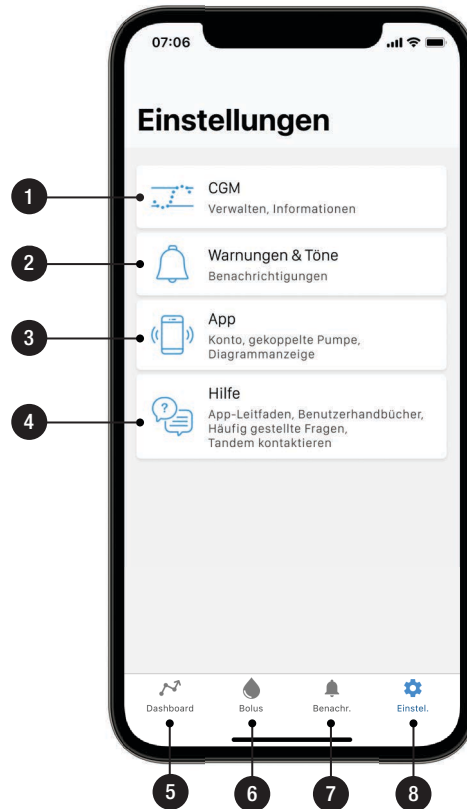 07:06
Einstellungen
1
CGM
Verwalten, Informationen
2
Warnungen & Töne
Benachrichtigungen
3
App
Konto, gekoppelte Pumpe,
Diagrammanzeige
4
?
Hilfe
App-Leitfaden, Benutzerhandbücher,
Häufig gestellte Fragen,
Tandem kontaktieren
Dashboard Bolus Benachr. Einstel.
5 6 7 8